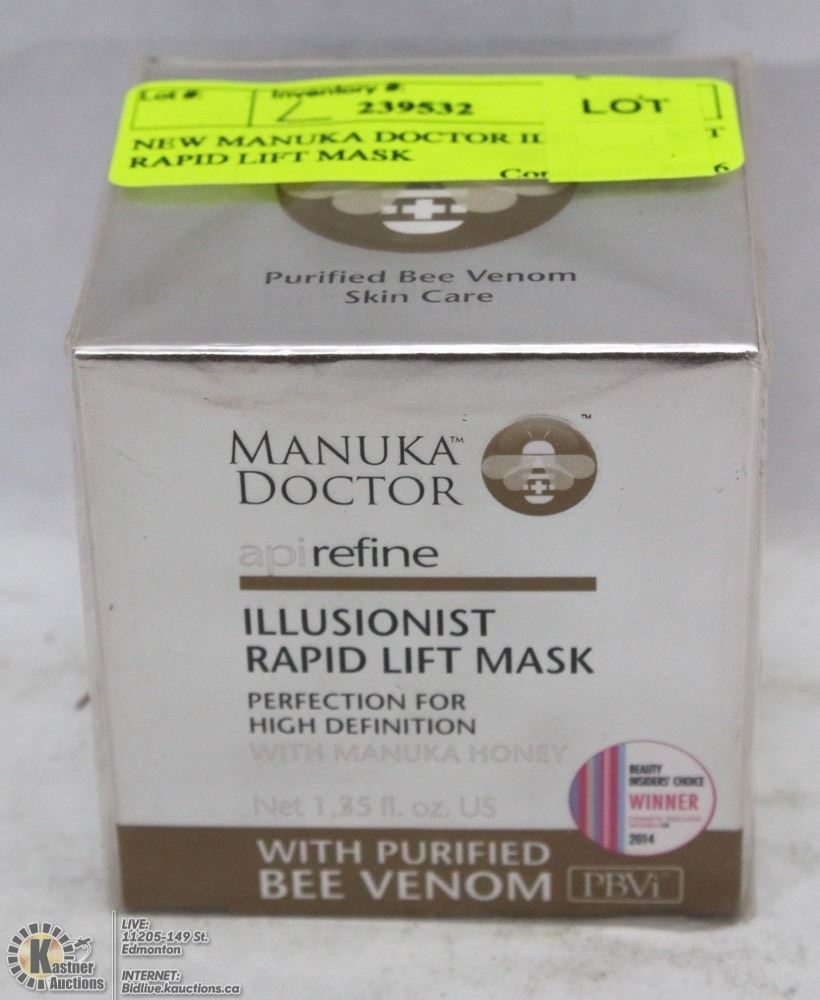 Lot #: Inventory #:
239532 LOT
NEW MANUKA DOCTOR
RAPID LIFT MASK
Purified Bee Venom
Skin Care
MANUKA™
DOCTOR
™
apirefine
ILLUSIONIST
RAPID LIFT MASK
PERFECTION FOR
HIGH DEFINITION
WITH MANUKA HONEY
Net 1.35 fl. oz. US
BEAUTY
INSIDERS' CHOICE
WINNER
2014
WITH PURIFIED
BEE VENOM PBVi™
Kastner
Auctions
LIVE:
11205-149 St.
Edmonton
INTERNET:
Bidlive.kauctions.ca